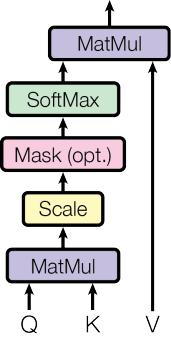 MatMul
SoftMax
Mask (opt.)
Scale
MatMul
Q K V